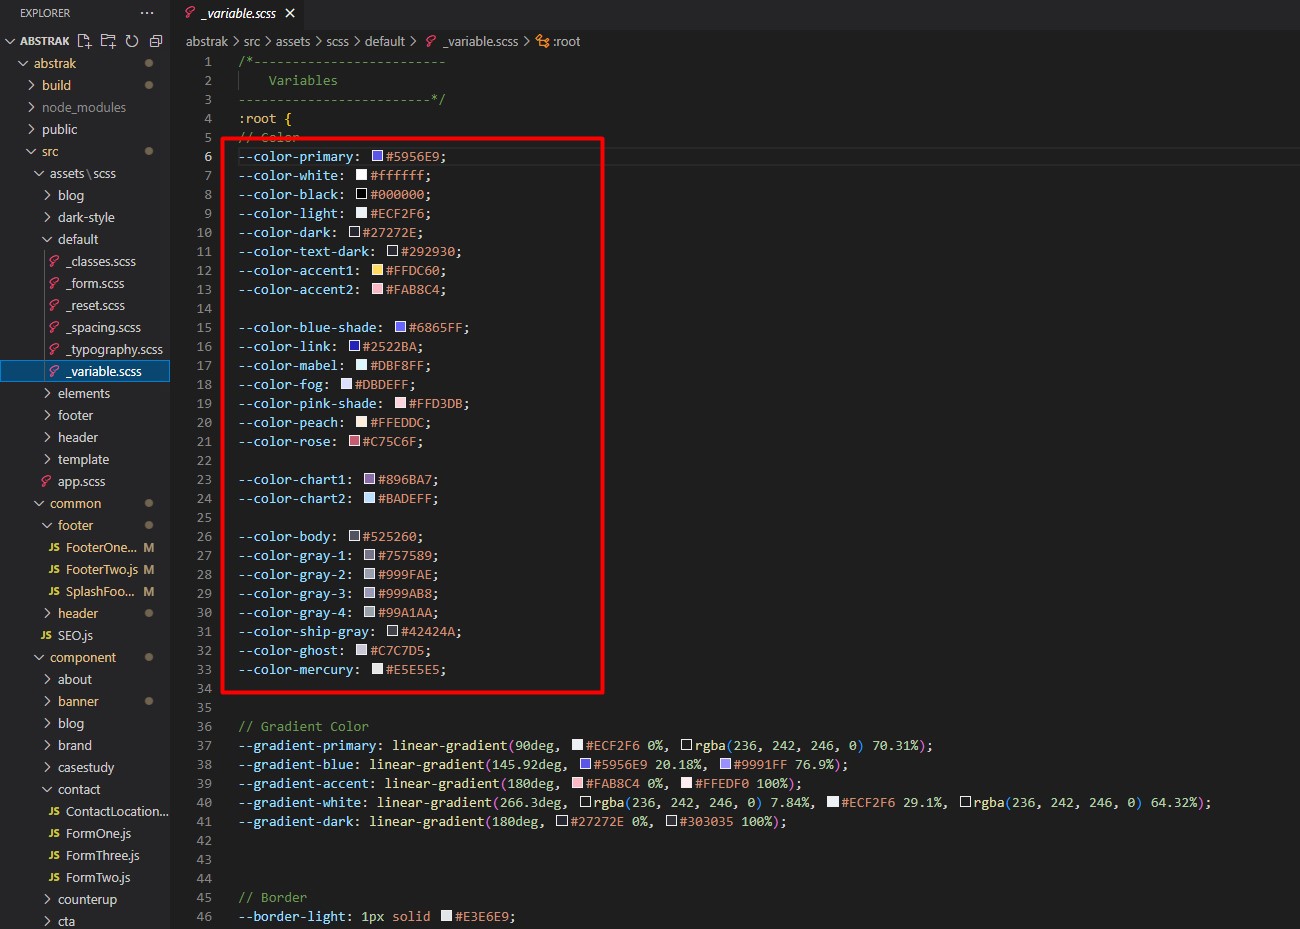 EXPLORER ···
ABSTRAK
abstrak
build
node_modules
public
src
assets\scss
blog
dark-style
default
_classes.scss
_form.scss
_reset.scss
_spacing.scss
_typography.scss
_variable.scss
elements
footer
header
template
app.scss
common
footer
JS FooterOne... M
JS FooterTwo.js M
JS SplashFoo... M
header
JS SEO.js
component
about
banner
blog
brand
casestudy
contact
JS ContactLocation...
JS FormOne.js
JS FormThree.js
JS FormTwo.js
counterup
cta
_variable.scss
abstrak > src > assets > scss > default > _variable.scss > :root
1 /*-------------------------
2 Variables
3 -------------------------*/
4 :root {
5 // Color
6 --color-primary: #5956E9;
7 --color-white: #ffffff;
8 --color-black: #000000;
9 --color-light: #ECF2F6;
10 --color-dark: #27272E;
11 --color-text-dark: #292930;
12 --color-accent1: #FFDC60;
13 --color-accent2: #FAB8C4;
14
15 --color-blue-shade: #6865FF;
16 --color-link: #2522BA;
17 --color-mabel: #DBF8FF;
18 --color-fog: #DBDEFF;
19 --color-pink-shade: #FFD3DB;
20 --color-peach: #FFEDDC;
21 --color-rose: #C75C6F;
22
23 --color-chart1: #896BA7;
24 --color-chart2: #BADEFF;
25
26 --color-body: #525260;
27 --color-gray-1: #757589;
28 --color-gray-2: #999FAE;
29 --color-gray-3: #999AB8;
30 --color-gray-4: #99A1AA;
31 --color-ship-gray: #42424A;
32 --color-ghost: #C7C7D5;
33 --color-mercury: #E5E5E5;
34
35
36 // Gradient Color
37 --gradient-primary: linear-gradient(90deg, #ECF2F6 0%, rgba(236, 242, 246, 0) 70.31%);
38 --gradient-blue: linear-gradient(145.92deg, #5956E9 20.18%, #9991FF 76.9%);
39 --gradient-accent: linear-gradient(180deg, #FAB8C4 0%, #FFEDF0 100%);
40 --gradient-white: linear-gradient(266.3deg, rgba(236, 242, 246, 0) 7.84%, #ECF2F6 29.1%, rgba(236, 242, 246, 0) 64.32%);
41 --gradient-dark: linear-gradient(180deg, #27272E 0%, #303035 100%);
42
43
44
45 // Border
46 --border-light: 1px solid #E3E6E9;